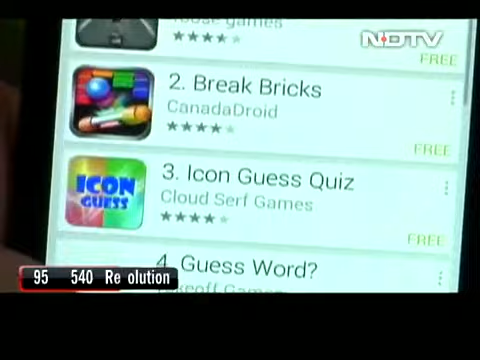 games
NDTV
FREE
2. Break Bricks
CanadaDroid
FREE
ICON
GUESS
3. Icon Guess Quiz
Cloud Serf Games
FREE
4. Guess Word?
95 540 Re olution